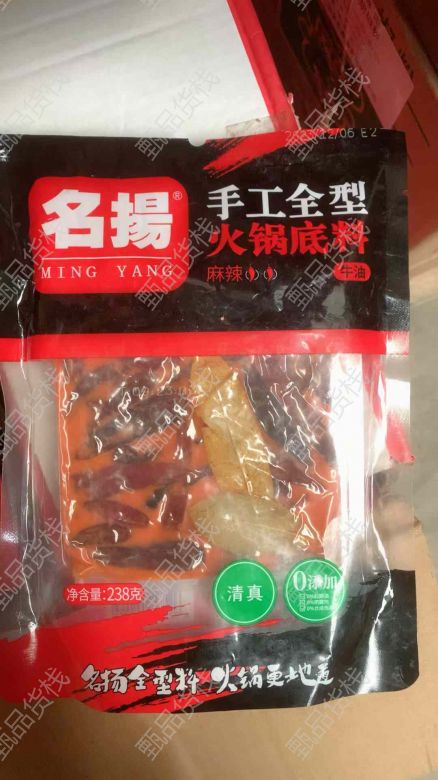 2023/12/06 E2
名揚®
MING YANG
手工全型
火锅底料
麻辣
牛油
净含量:238克
清真
0添加
名扬全型料 火锅更地道
甄品货栈